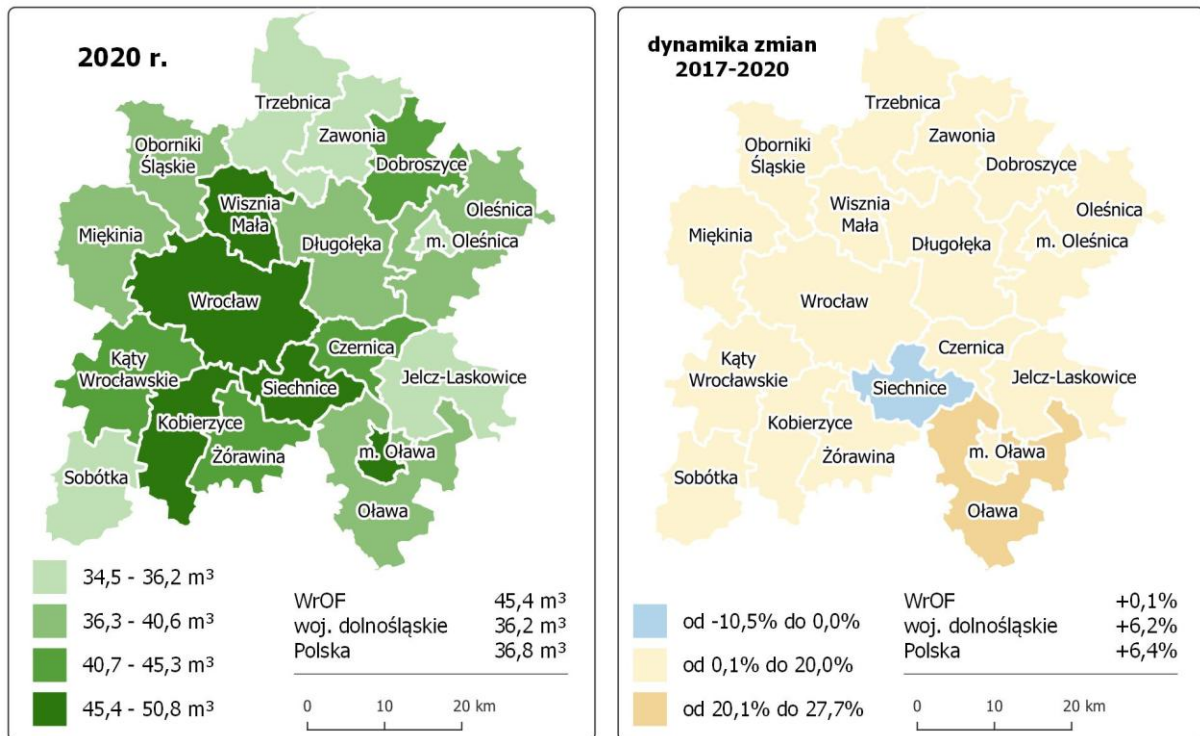 2020 r.
Trzebnica
Zawonia
Oborniki
Śląskie
Dobroszyce
Wisznia
Mała
Oleśnica
m. Oleśnica
Miękinia
Długołęka
Wrocław
Czernica
Kąty
Wrocławskie
Siechnice
Jelcz-Laskowice
Kobierzyce
m. Oława
Żórawina
Sobótka
Oława
34,5 - 36,2 m³
36,3 - 40,6 m³
40,7 - 45,3 m³
45,4 - 50,8 m³
WrOF 45,4 m³
woj. dolnośląskie 36,2 m³
Polska 36,8 m³
0 10 20 km
dynamika zmian
2017-2020
Trzebnica
Zawonia
Oborniki
Śląskie
Dobroszyce
Wisznia
Mała
Oleśnica
m. Oleśnica
Miękinia
Długołęka
Wrocław
Czernica
Kąty
Wrocławskie
Siechnice
Jelcz-Laskowice
Kobierzyce
m. Oława
Żórawina
Sobótka
Oława
od -10,5% do 0,0%
od 0,1% do 20,0%
od 20,1% do 27,7%
WrOF +0,1%
woj. dolnośląskie +6,2%
Polska +6,4%
0 10 20 km